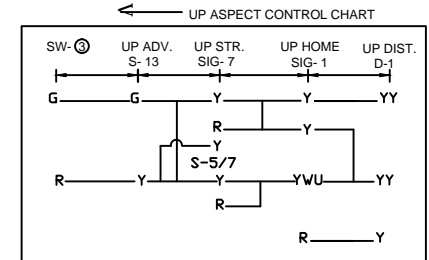 UP ASPECT CONTROL CHART
SW- ③ UP ADV. UP STR. UP HOME UP DIST.
S- 13 SIG- 7 SIG- 1 D-1
G G Y Y YY
R Y
Y
S-5/7
R Y Y YWU YY
R
R Y